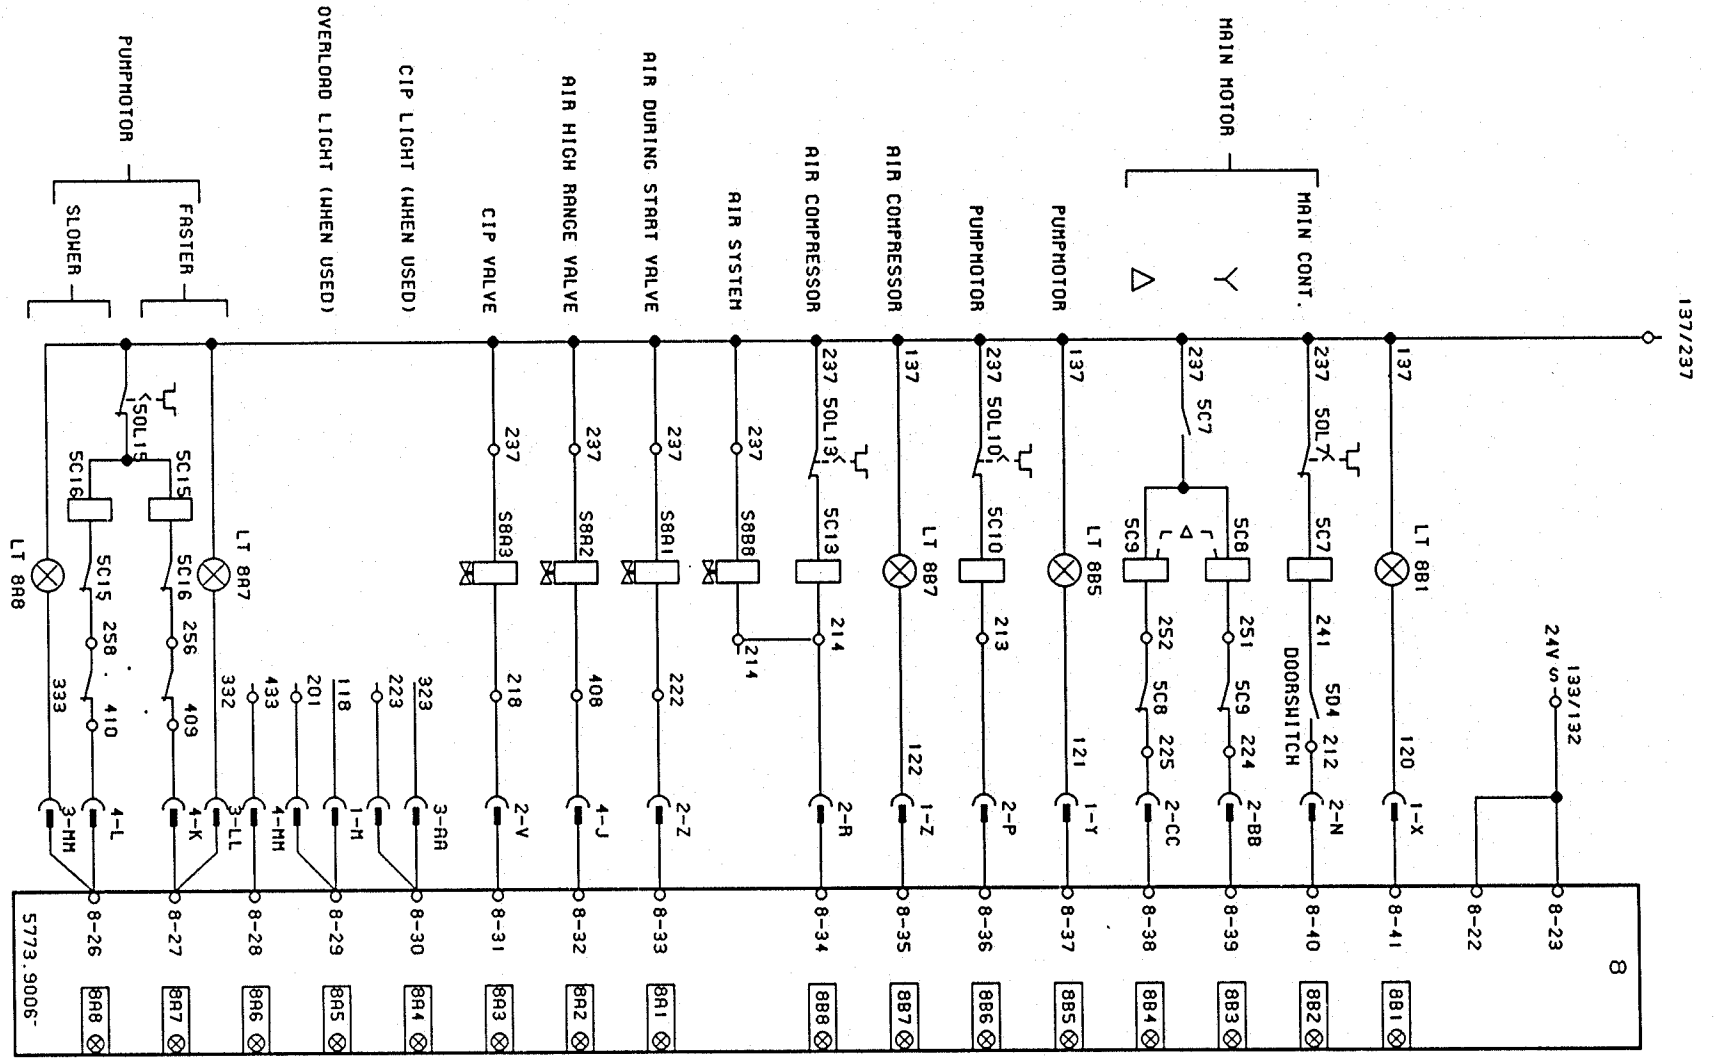 137/237
MAIN MOTOR
MAIN CONT.
PUMPMOTOR
PUMPMOTOR
AIR COMPRESSOR
AIR COMPRESSOR
AIR SYSTEM
AIR DURING START VALVE
AIR HIGH RANGE VALVE
CIP VALVE
CIP LIGHT (WHEN USED)
OVERLOAD LIGHT (WHEN USED)
PUMPMOTOR
FASTER
SLOWER
133/132
24V S
8-23
8-22
8
137
LT 8B1
120
1-X
8-41
8B1
237
5OL7
5C7
241
5D4
DOORSWITCH
212
2-N
8-40
8B2
237
5C7
5C8
251
5C9
224
2-BB
8-39
8B3
5C9
252
5C8
225
2-CC
8-38
8B4
137
LT 8B5
121
1-Y
8-37
8B5
237
5OL10
5C10
213
2-P
8-36
8B6
137
LT 8B7
122
1-Z
8-35
8B7
237
5OL13
5C13
214
2-R
8-34
8B8
237
S8B8
214
237
S8A1
222
2-Z
8-33
8A1
237
S8A2
408
4-J
8-32
8A2
237
S8A3
218
2-V
8-31
8A3
323
3-AA
223
8-30
8A4
118
1-M
201
8-29
8A5
433
4-MM
8-28
8A6
LT 8A7
332
3-LL
5OL15
5C15
5C16
256
409
4-K
8-27
8A7
5C16
5C15
258
410
4-L
8-26
8A8
LT 8A8
333
3-MM
5773.9006-